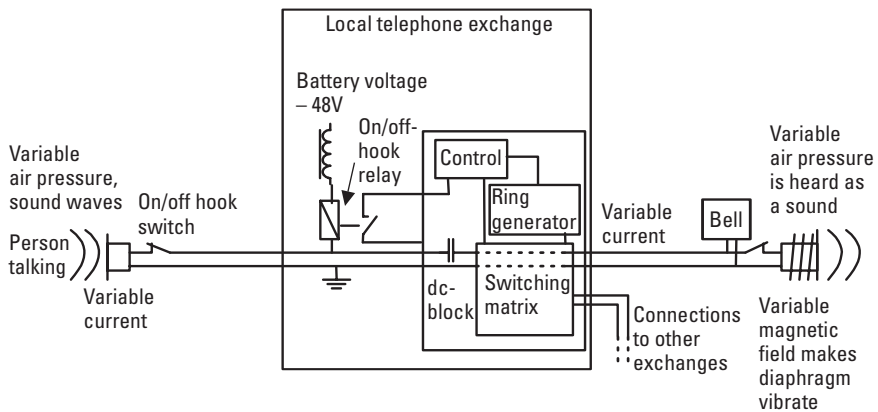 Local telephone exchange
Battery voltage
– 48V
On/off-
hook
relay
Control
Ring
generator
Switching
matrix
dc-
block
Variable
air pressure,
sound waves
On/off hook
switch
Person
talking
Variable
current
Variable
current
Bell
Variable
air pressure
is heard as
a sound
Connections
to other
exchanges
Variable
magnetic
field makes
diaphragm
vibrate